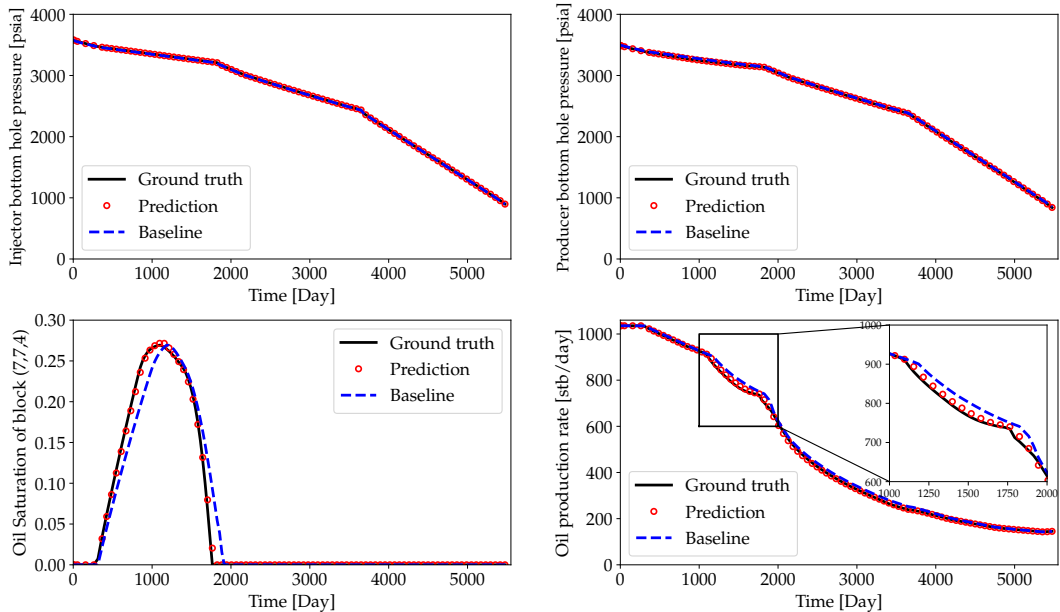 Injector bottom hole pressure [psia]
4000
3000
2000
1000
0
Ground truth
Prediction
Baseline
0 1000 2000 3000 4000 5000
Time [Day]
Producer bottom hole pressure [psia]
4000
3000
2000
1000
0
Ground truth
Prediction
Baseline
0 1000 2000 3000 4000 5000
Time [Day]
Oil Saturation of block (7,7,4)
0.30
0.25
0.20
0.15
0.10
0.05
0.00
Ground truth
Prediction
Baseline
0 1000 2000 3000 4000 5000
Time [Day]
Oil production rate [stb/day]
1000
800
600
400
200
0
1000
900
800
700
600
1000 1250 1500 1750 2000
Ground truth
Prediction
Baseline
0 1000 2000 3000 4000 5000
Time [Day]